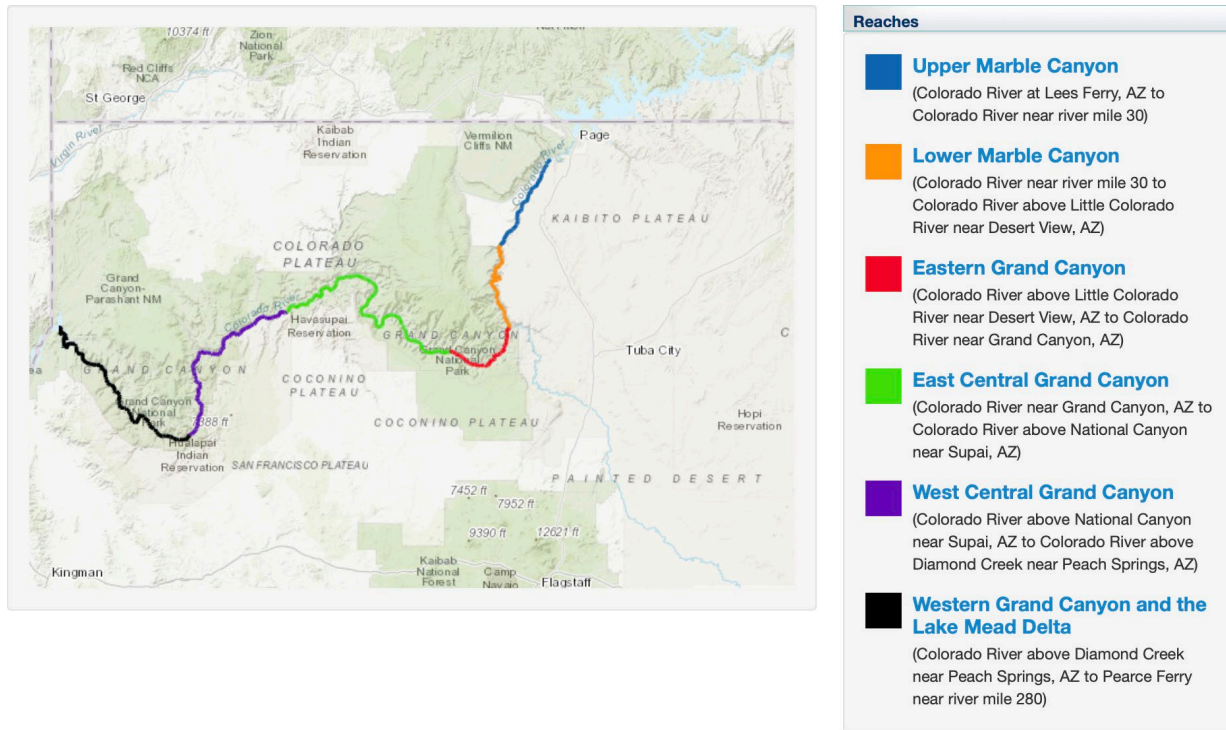 10374 ft
Zion
National
Park
Red Cliffs
NCA
St George
Virgin River
Kaibab
Indian
Reservation
Vermilion
Cliffs NM
Page
Colorado River
KAIBITO PLATEAU
COLORADO
PLATEAU
Grand
Canyon-
Parashant NM
Colorado River
Havasupai
Reservation
GRAND CANYON
Grand Canyon
National
Park
Tuba City
GRAND CANYON
COCONINO
PLATEAU
Grand Canyon
National
Park
7388 ft
COCONINO PLATEAU
Hopi
Reservation
Hualapai
Indian
Reservation
SAN FRANCISCO PLATEAU
PAINTED DESERT
7452 ft
7952 ft
9390 ft
12621 ft
Kingman
Kaibab
National
Forest
Camp
Navajo
Flagstaff
Reaches
Upper Marble Canyon
(Colorado River at Lees Ferry, AZ to
Colorado River near river mile 30)
Lower Marble Canyon
(Colorado River near river mile 30 to
Colorado River above Little Colorado
River near Desert View, AZ)
Eastern Grand Canyon
(Colorado River above Little Colorado
River near Desert View, AZ to Colorado
River near Grand Canyon, AZ)
East Central Grand Canyon
(Colorado River near Grand Canyon, AZ to
Colorado River above National Canyon
near Supai, AZ)
West Central Grand Canyon
(Colorado River above National Canyon
near Supai, AZ to Colorado River above
Diamond Creek near Peach Springs, AZ)
Western Grand Canyon and the
Lake Mead Delta
(Colorado River above Diamond Creek
near Peach Springs, AZ to Pearce Ferry
near river mile 280)